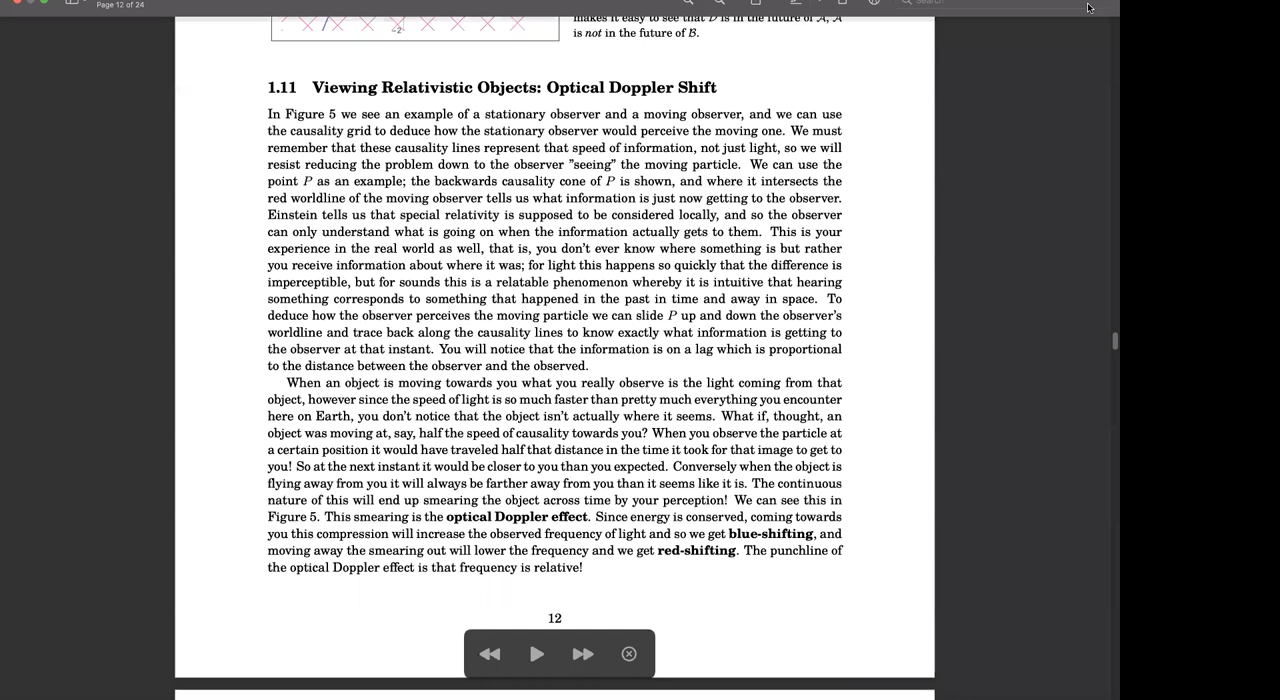 Page 12 of 24
Search
-2
makes it easy to see that D is in the future of A, A
is not in the future of B.
1.11 Viewing Relativistic Objects: Optical Doppler Shift
In Figure 5 we see an example of a stationary observer and a moving observer, and we can use
the causality grid to deduce how the stationary observer would perceive the moving one. We must
remember that these causality lines represent that speed of information, not just light, so we will
resist reducing the problem down to the observer "seeing" the moving particle. We can use the
point P as an example; the backwards causality cone of P is shown, and where it intersects the
red worldline of the moving observer tells us what information is just now getting to the observer.
Einstein tells us that special relativity is supposed to be considered locally, and so the observer
can only understand what is going on when the information actually gets to them. This is your
experience in the real world as well, that is, you don't ever know where something is but rather
you receive information about where it was; for light this happens so quickly that the difference is
imperceptible, but for sounds this is a relatable phenomenon whereby it is intuitive that hearing
something corresponds to something that happened in the past in time and away in space. To
deduce how the observer perceives the moving particle we can slide P up and down the observer's
worldline and trace back along the causality lines to know exactly what information is getting to
the observer at that instant. You will notice that the information is on a lag which is proportional
to the distance between the observer and the observed.
When an object is moving towards you what you really observe is the light coming from that
object, however since the speed of light is so much faster than pretty much everything you encounter
here on Earth, you don't notice that the object isn't actually where it seems. What if, thought, an
object was moving at, say, half the speed of causality towards you? When you observe the particle at
a certain position it would have traveled half that distance in the time it took for that image to get to
you! So at the next instant it would be closer to you than you expected. Conversely when the object is
flying away from you it will always be farther away from you than it seems like it is. The continuous
nature of this will end up smearing the object across time by your perception! We can see this in
Figure 5. This smearing is the optical Doppler effect. Since energy is conserved, coming towards
you this compression will increase the observed frequency of light and so we get blue-shifting, and
moving away the smearing out will lower the frequency and we get red-shifting. The punchline of
the optical Doppler effect is that frequency is relative!
12